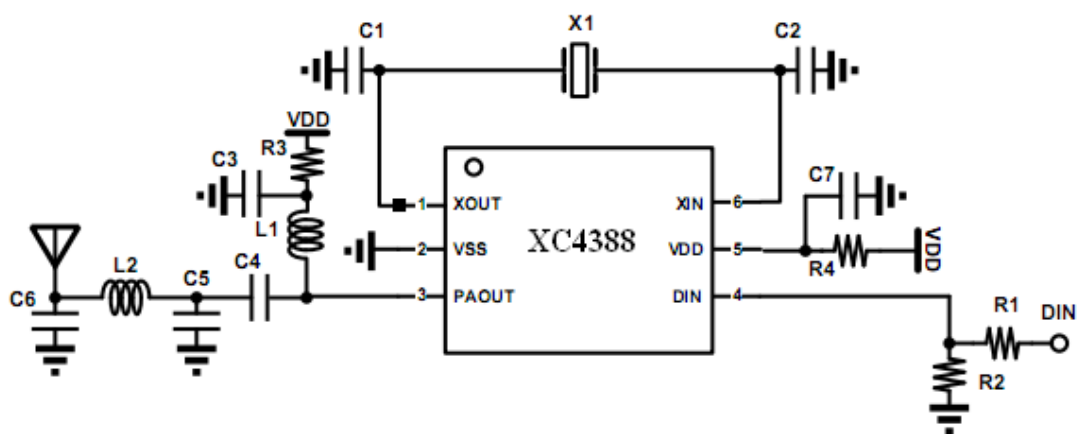 C1
X1
C2
VDD
R3
C3
L1
C7
1 XOUT
XIN 6
2 VSS
XC4388
VDD 5
R4
VDD
L2
C5
C4
C6
3 PAOUT
DIN 4
R1
DIN
R2